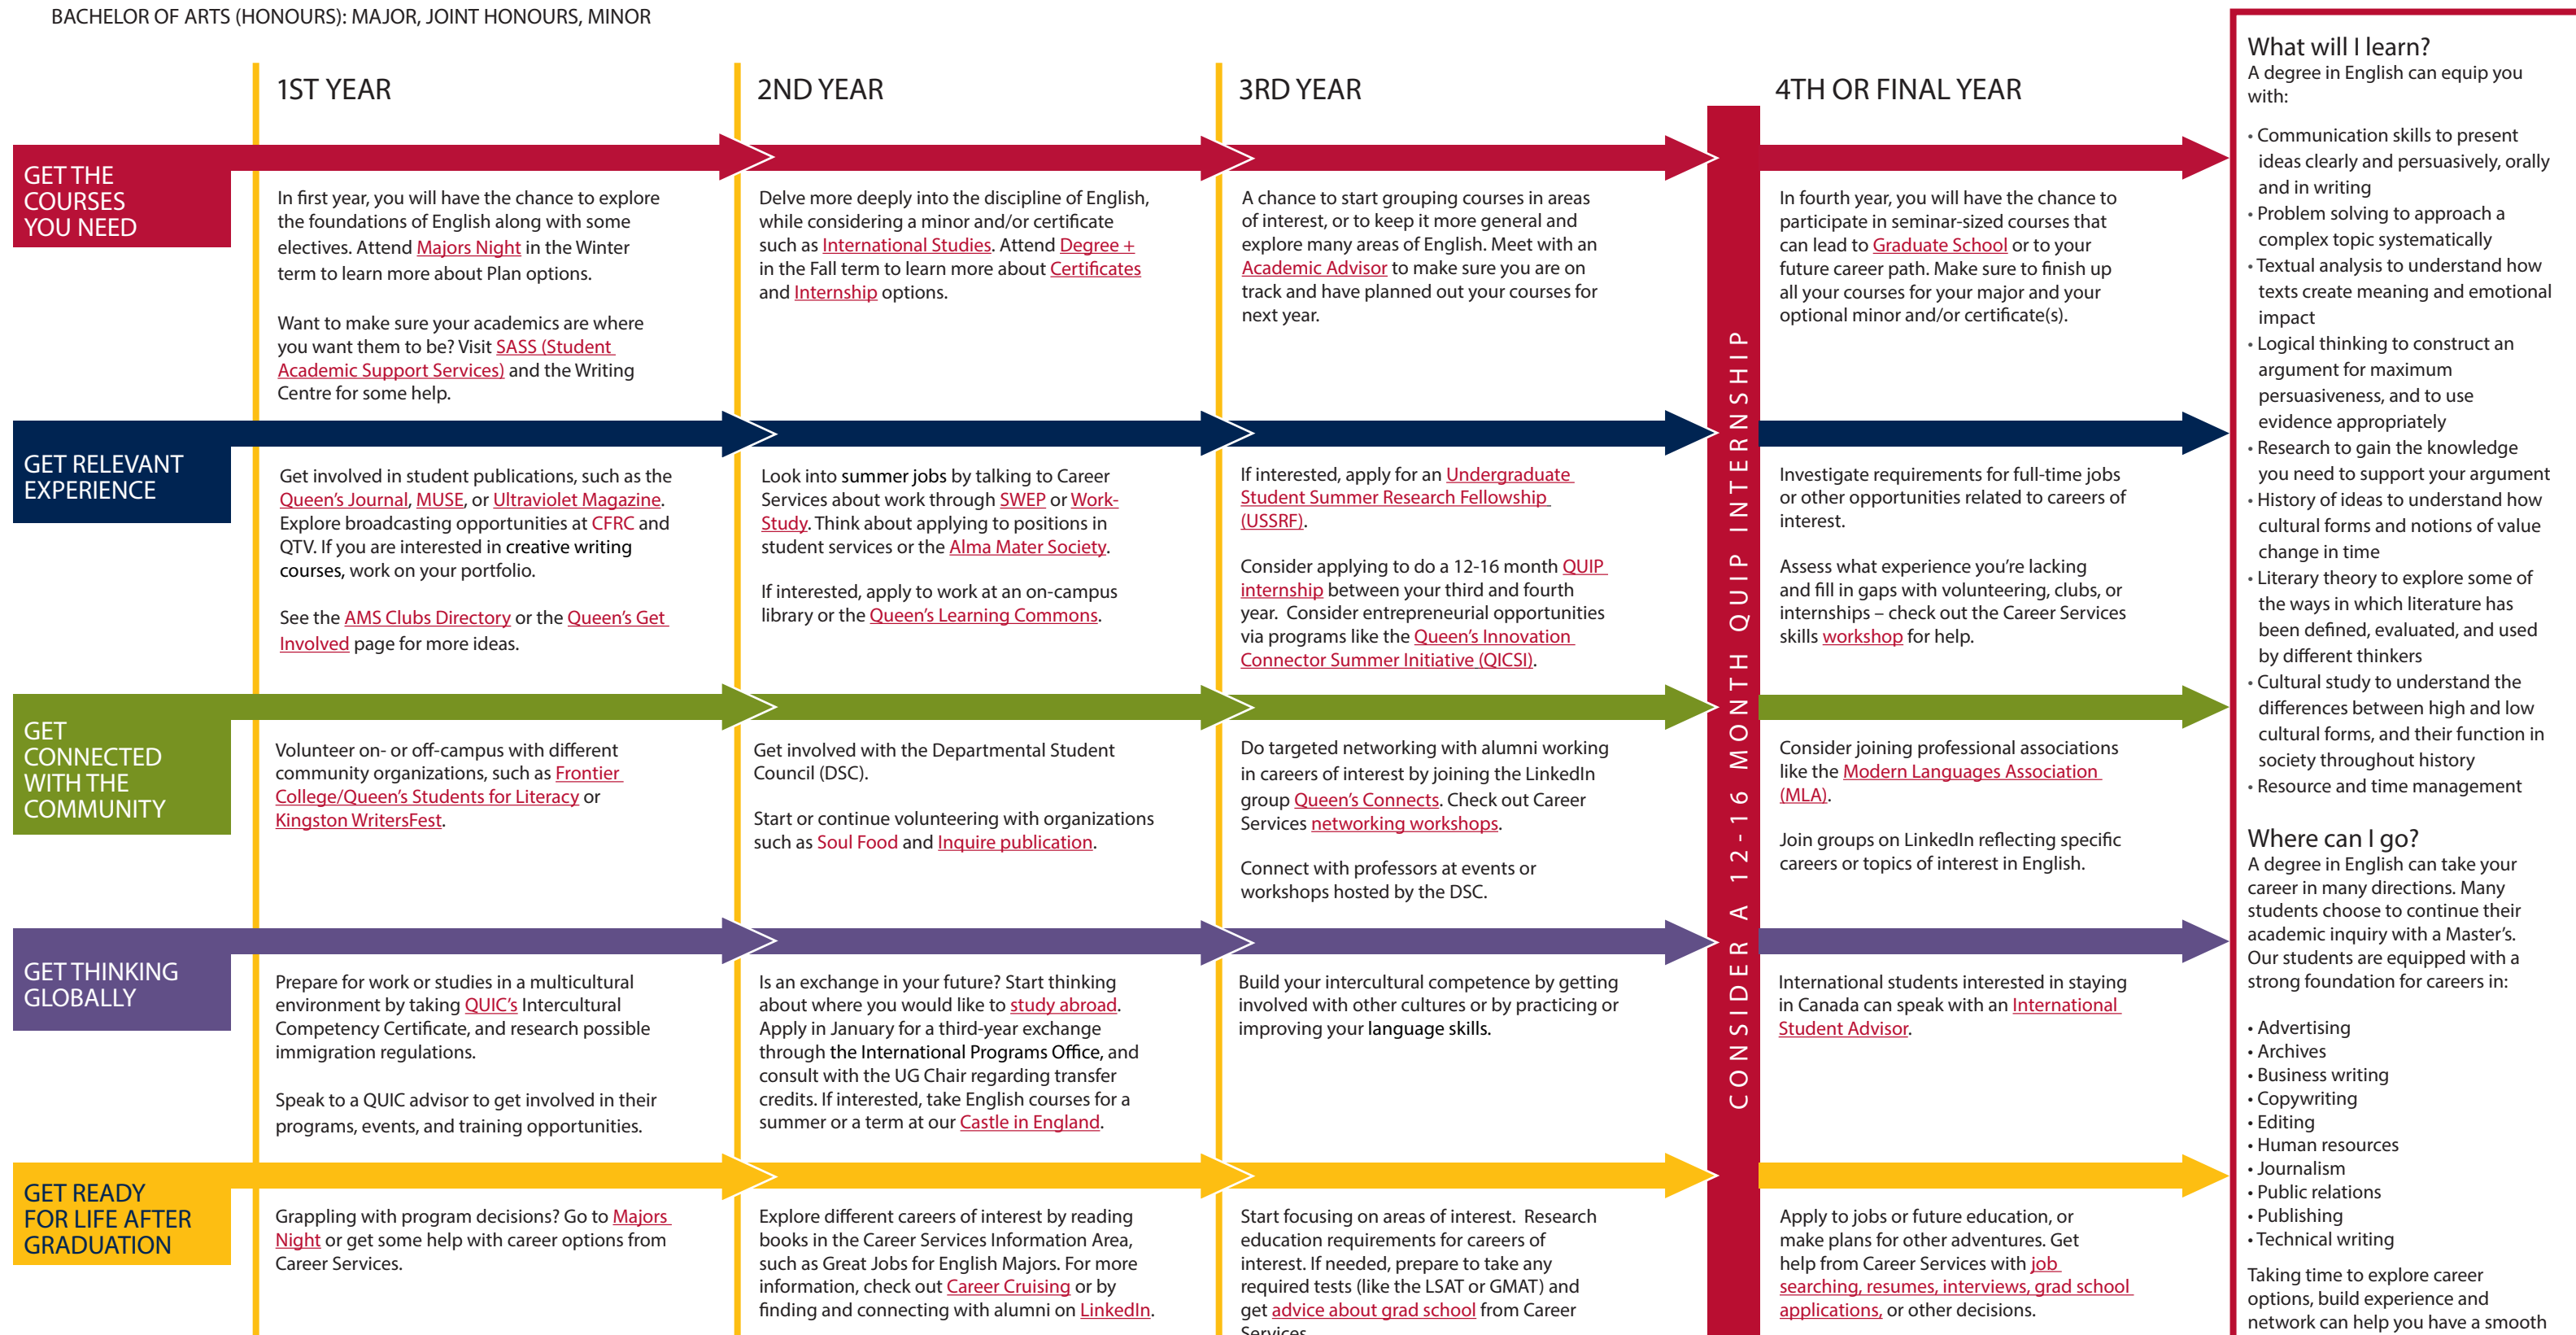 BACHELOR OF ARTS (HONOURS): MAJOR, JOINT HONOURS, MINOR
1ST YEAR
2ND YEAR
3RD YEAR
4TH OR FINAL YEAR
GET THE
COURSES
YOU NEED
In first year, you will have the chance to explore
the foundations of English along with some
electives. Attend Majors Night in the Winter
term to learn more about Plan options.
Want to make sure your academics are where
you want them to be? Visit SASS (Student
Academic Support Services) and the Writing
Centre for some help.
Delve more deeply into the discipline of English,
while considering a minor and/or certificate
such as International Studies. Attend Degree +
in the Fall term to learn more about Certificates
and Internship options.
A chance to start grouping courses in areas
of interest, or to keep it more general and
explore many areas of English. Meet with an
Academic Advisor to make sure you are on
track and have planned out your courses for
next year.
In fourth year, you will have the chance to
participate in seminar-sized courses that
can lead to Graduate School or to your
future career path. Make sure to finish up
all your courses for your major and your
optional minor and/or certificate(s).
GET RELEVANT
EXPERIENCE
Get involved in student publications, such as the
Queen's Journal, MUSE, or Ultraviolet Magazine.
Explore broadcasting opportunities at CFRC and
QTV. If you are interested in creative writing
courses, work on your portfolio.
See the AMS Clubs Directory or the Queen's Get
Involved page for more ideas.
Look into summer jobs by talking to Career
Services about work through SWEP or Work-
Study. Think about applying to positions in
student services or the Alma Mater Society.
If interested, apply to work at an on-campus
library or the Queen's Learning Commons.
If interested, apply for an Undergraduate
Student Summer Research Fellowship
(USSRF).
Consider applying to do a 12-16 month QUIP
internship between your third and fourth
year. Consider entrepreneurial opportunities
via programs like the Queen's Innovation
Connector Summer Initiative (QICSI).
Investigate requirements for full-time jobs
or other opportunities related to careers of
interest.
Assess what experience you're lacking
and fill in gaps with volunteering, clubs, or
internships – check out the Career Services
skills workshop for help.
GET
CONNECTED
WITH THE
COMMUNITY
Volunteer on- or off-campus with different
community organizations, such as Frontier
College/Queen's Students for Literacy or
Kingston WritersFest.
Get involved with the Departmental Student
Council (DSC).
Start or continue volunteering with organizations
such as Soul Food and Inquire publication.
Do targeted networking with alumni working
in careers of interest by joining the LinkedIn
group Queen's Connects. Check out Career
Services networking workshops.
Connect with professors at events or
workshops hosted by the DSC.
Consider joining professional associations
like the Modern Languages Association
(MLA).
Join groups on LinkedIn reflecting specific
careers or topics of interest in English.
GET THINKING
GLOBALLY
Prepare for work or studies in a multicultural
environment by taking QUIC's Intercultural
Competency Certificate, and research possible
immigration regulations.
Speak to a QUIC advisor to get involved in their
programs, events, and training opportunities.
Is an exchange in your future? Start thinking
about where you would like to study abroad.
Apply in January for a third-year exchange
through the International Programs Office, and
consult with the UG Chair regarding transfer
credits. If interested, take English courses for a
summer or a term at our Castle in England.
Build your intercultural competence by getting
involved with other cultures or by practicing or
improving your language skills.
International students interested in staying
in Canada can speak with an International
Student Advisor.
GET READY
FOR LIFE AFTER
GRADUATION
Grappling with program decisions? Go to Majors
Night or get some help with career options from
Career Services.
Explore different careers of interest by reading
books in the Career Services Information Area,
such as Great Jobs for English Majors. For more
information, check out Career Cruising or by
finding and connecting with alumni on LinkedIn.
Start focusing on areas of interest. Research
education requirements for careers of
interest. If needed, prepare to take any
required tests (like the LSAT or GMAT) and
get advice about grad school from Career
Services.
Apply to jobs or future education, or
make plans for other adventures. Get
help from Career Services with job
searching, resumes, interviews, grad school
applications, or other decisions.
CONSIDER A 12-16 MONTH QUIP INTERNSHIP
What will I learn?
A degree in English can equip you
with:
• Communication skills to present
ideas clearly and persuasively, orally
and in writing
• Problem solving to approach a
complex topic systematically
• Textual analysis to understand how
texts create meaning and emotional
impact
• Logical thinking to construct an
argument for maximum
persuasiveness, and to use
evidence appropriately
• Research to gain the knowledge
you need to support your argument
• History of ideas to understand how
cultural forms and notions of value
change in time
• Literary theory to explore some of
the ways in which literature has
been defined, evaluated, and used
by different thinkers
• Cultural study to understand the
differences between high and low
cultural forms, and their function in
society throughout history
• Resource and time management
Where can I go?
A degree in English can take your
career in many directions. Many
students choose to continue their
academic inquiry with a Master's.
Our students are equipped with a
strong foundation for careers in:
• Advertising
• Archives
• Business writing
• Copywriting
• Editing
• Human resources
• Journalism
• Public relations
• Publishing
• Technical writing
Taking time to explore career
options, build experience and
network can help you have a smooth